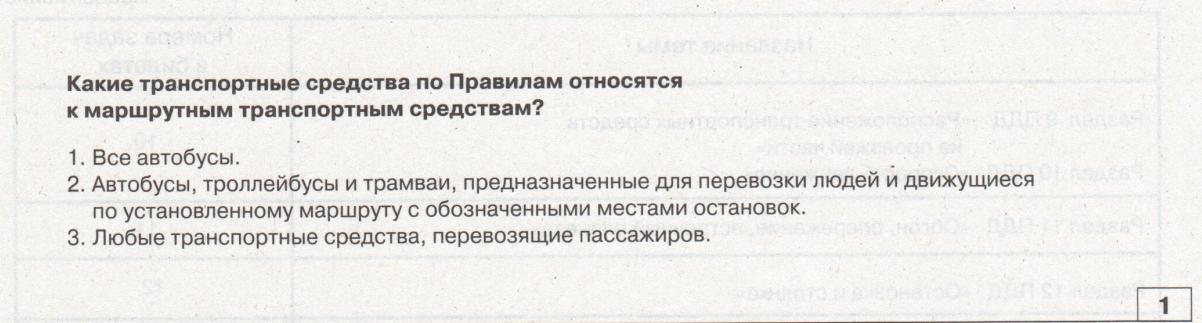 Какие транспортные средства по Правилам относятся
к маршрутным транспортным средствам?
1. Все автобусы.
2. Автобусы, троллейбусы и трамваи, предназначенные для перевозки людей и движущиеся
по установленному маршруту с обозначенными местами остановок.
3. Любые транспортные средства, перевозящие пассажиров.
1